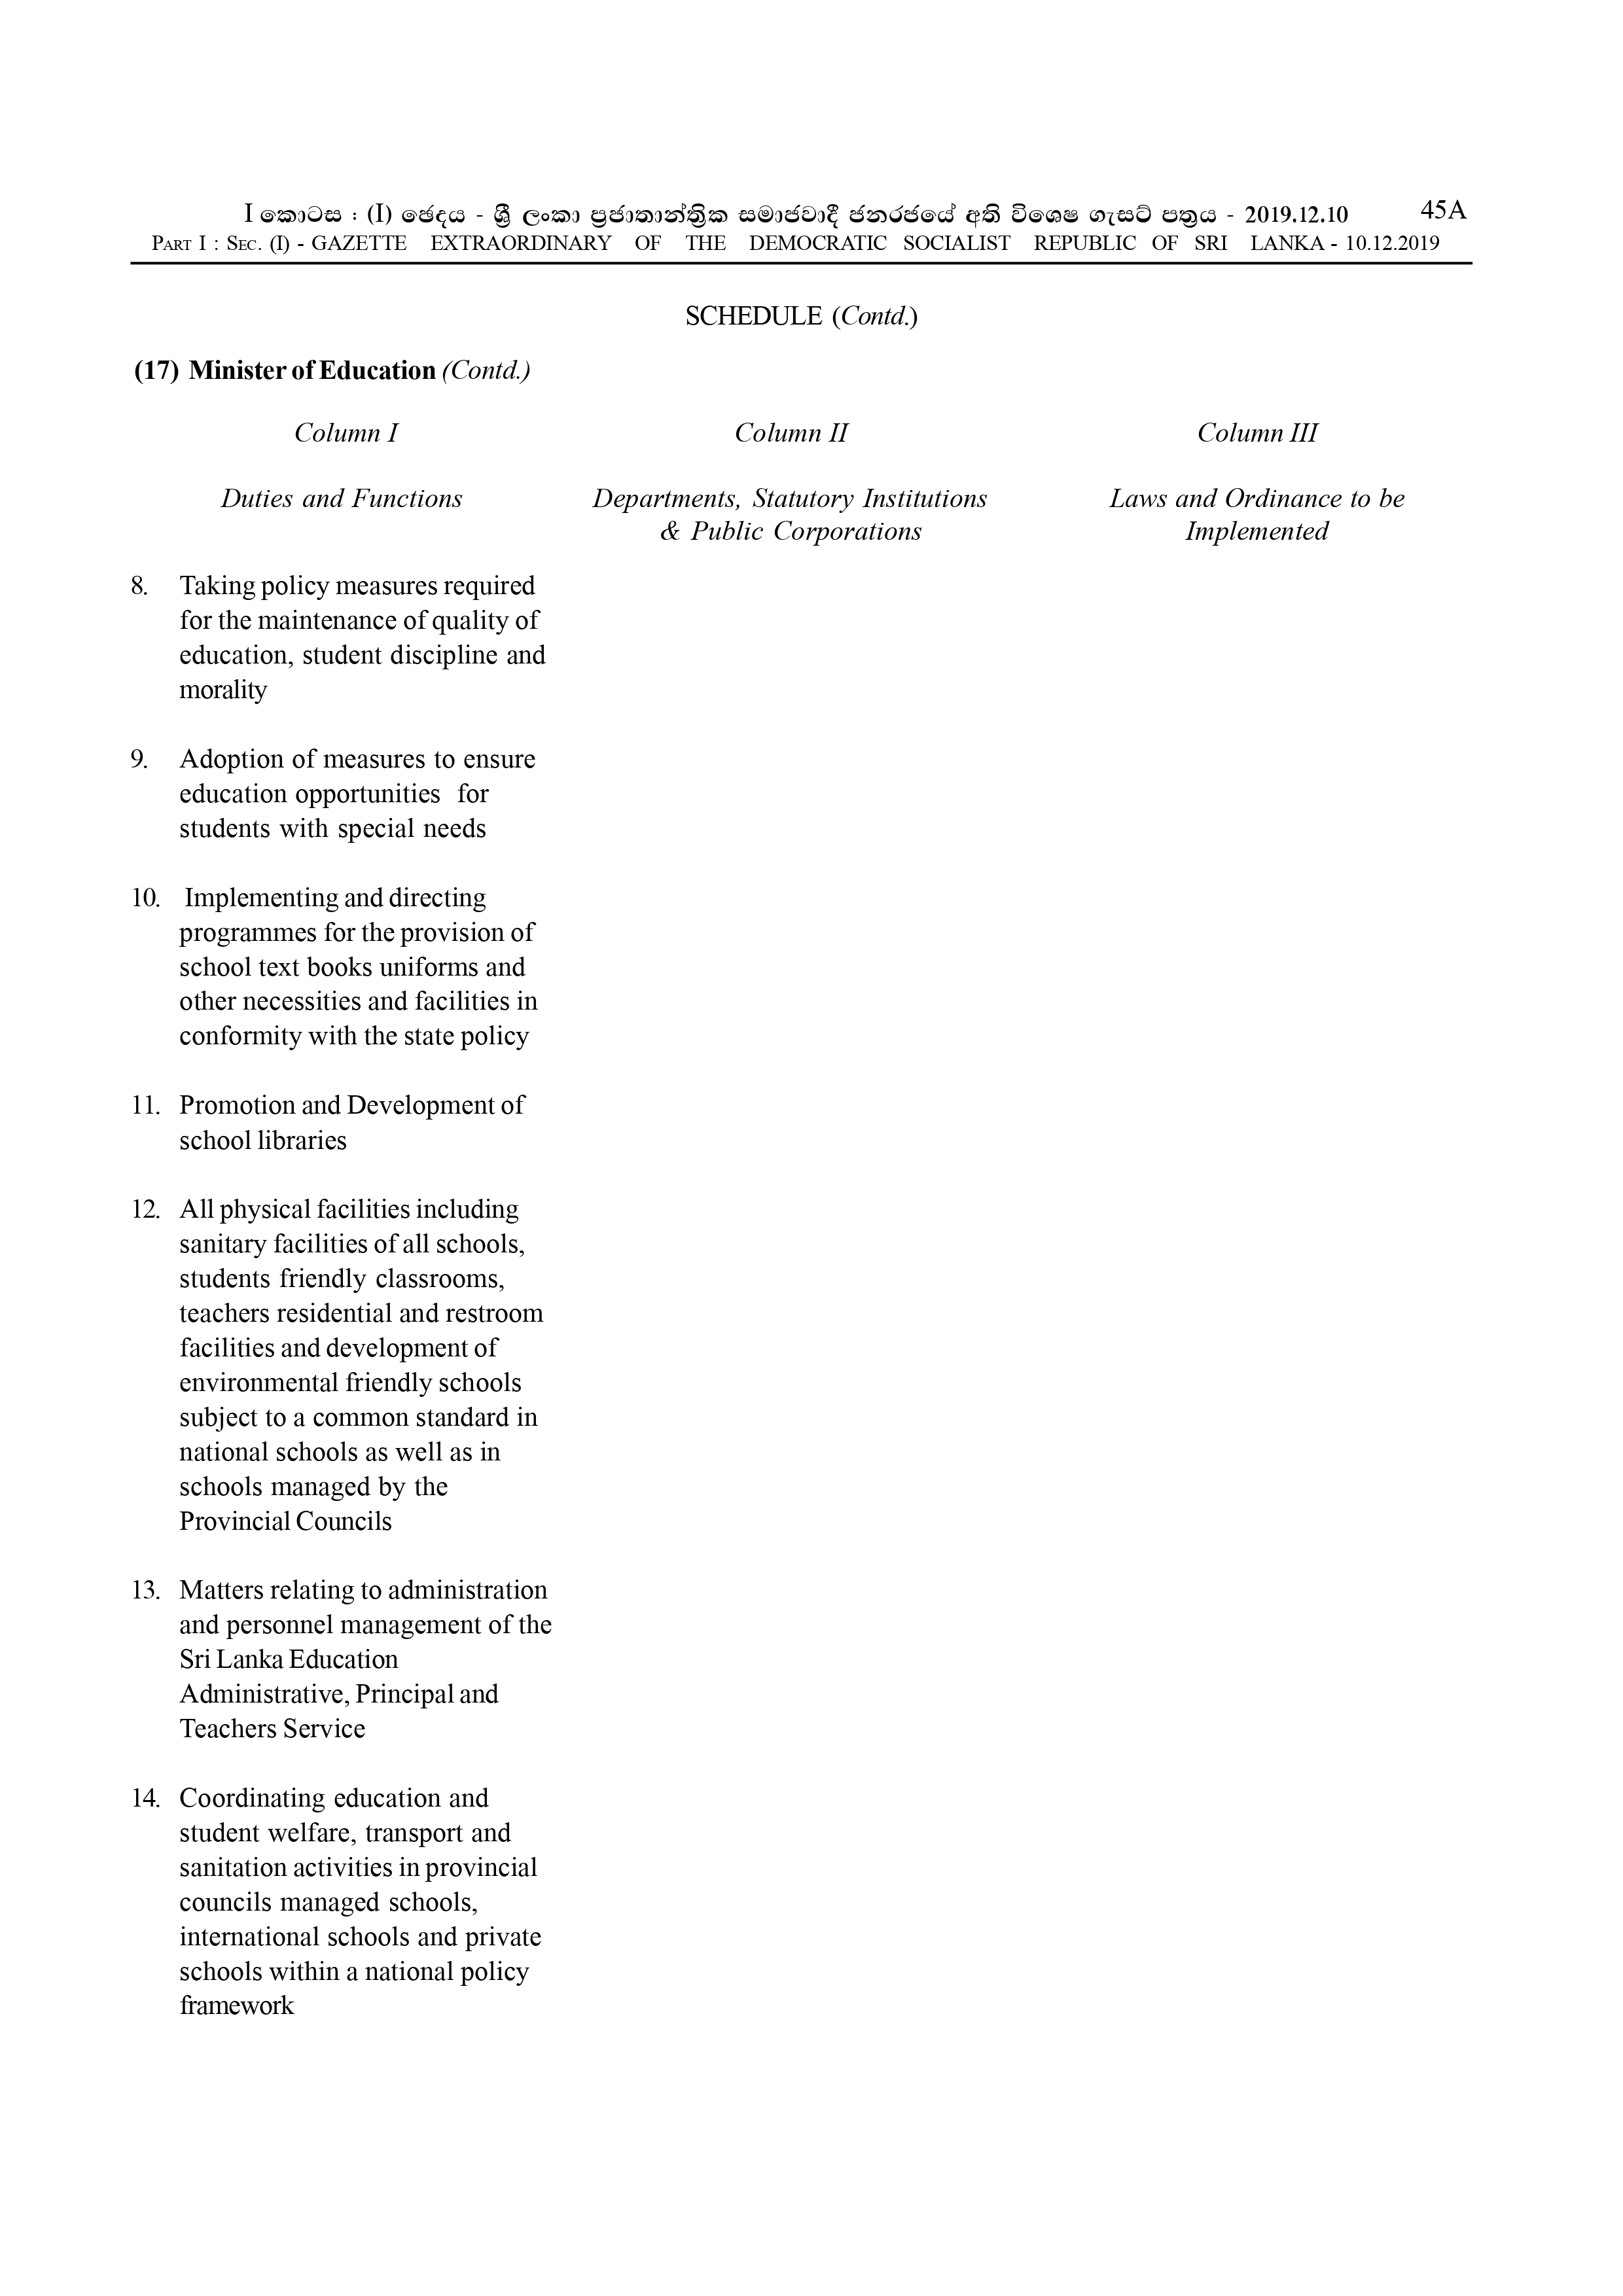 I කොටස : (I) ඡෙදය - ශ්‍රී ලංකා ප්‍රජාතාන්ත්‍රික සමාජවාදී ජනරජයේ අති විශෙෂ ගැසට් පත්‍රය - 2019.12.10 45A
PART I : SEC. (I) - GAZETTE EXTRAORDINARY OF THE DEMOCRATIC SOCIALIST REPUBLIC OF SRI LANKA - 10.12.2019
SCHEDULE (Contd.)
(17) Minister of Education (Contd.)
Column I Column II Column III
Duties and Functions Departments, Statutory Institutions Laws and Ordinance to be
& Public Corporations Implemented
8. Taking policy measures required
for the maintenance of quality of
education, student discipline and
morality
9. Adoption of measures to ensure
education opportunities for
students with special needs
10. Implementing and directing
programmes for the provision of
school text books uniforms and
other necessities and facilities in
conformity with the state policy
11. Promotion and Development of
school libraries
12. All physical facilities including
sanitary facilities of all schools,
students friendly classrooms,
teachers residential and restroom
facilities and development of
environmental friendly schools
subject to a common standard in
national schools as well as in
schools managed by the
Provincial Councils
13. Matters relating to administration
and personnel management of the
Sri Lanka Education
Administrative, Principal and
Teachers Service
14. Coordinating education and
student welfare, transport and
sanitation activities in provincial
councils managed schools,
international schools and private
schools within a national policy
framework